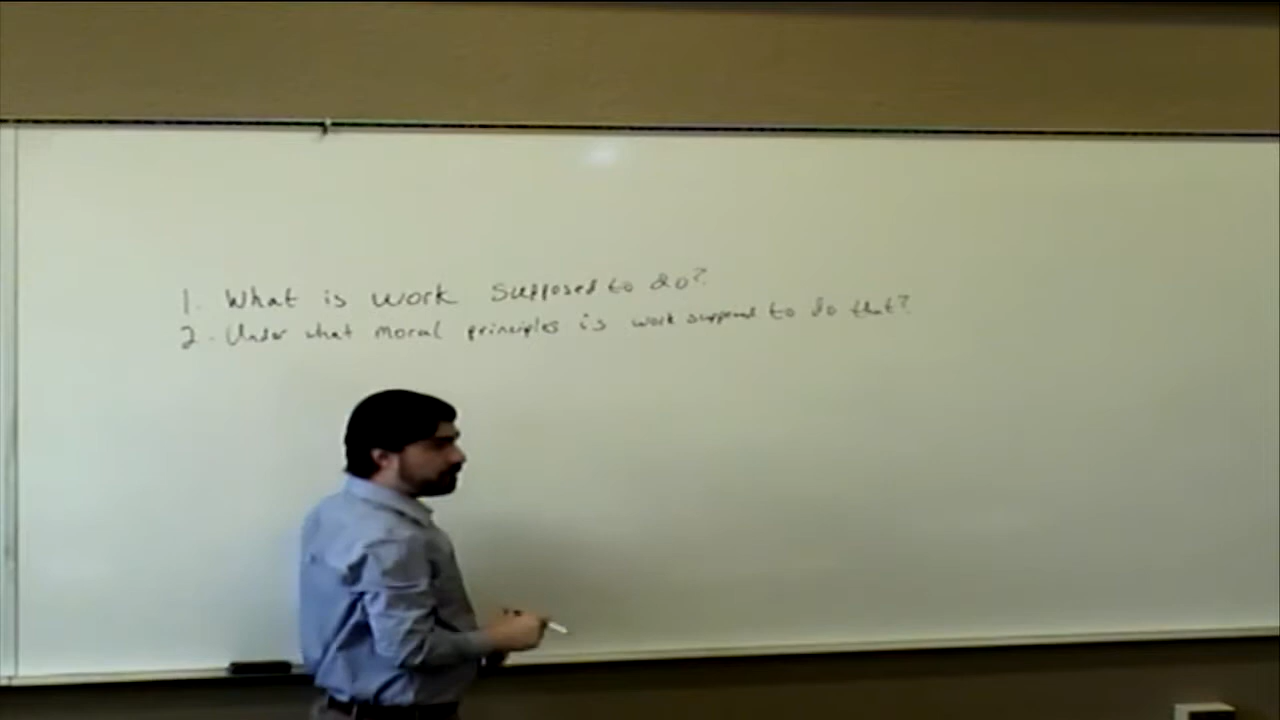 1. What is work supposed to do?
2. Under what moral principles is work supposed to do that?